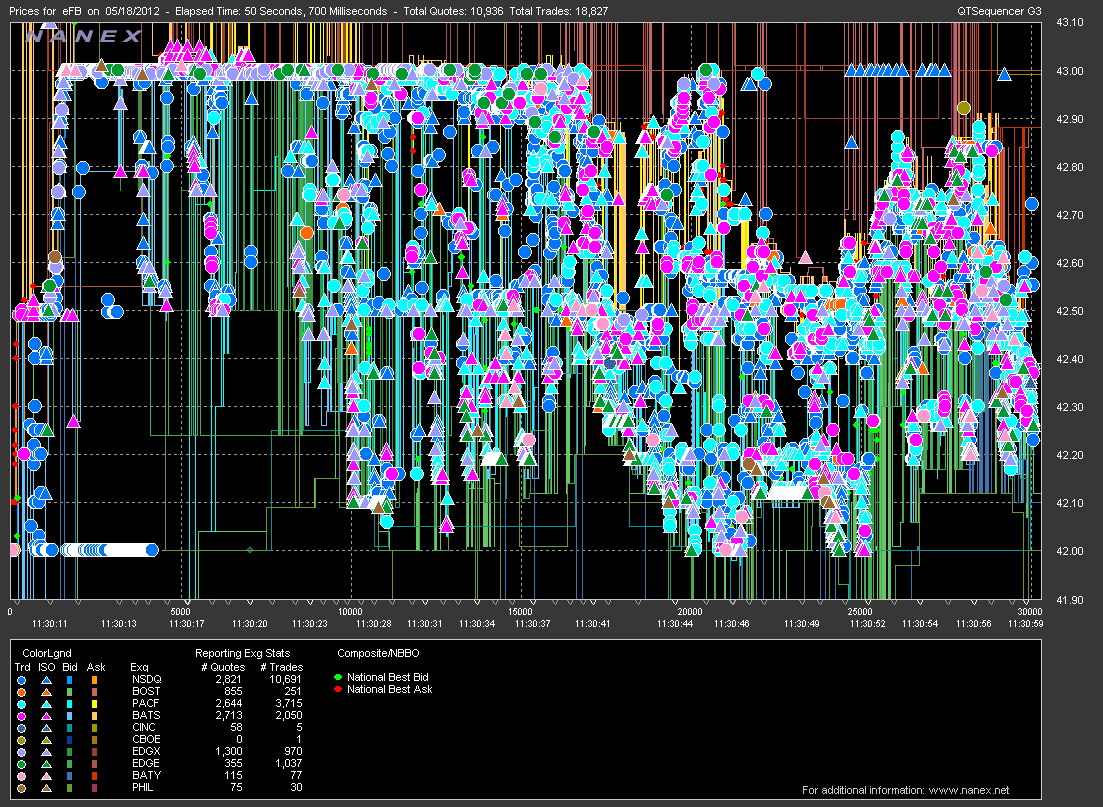 Prices for eFB on 05/18/2012 - Elapsed Time: 50 Seconds, 700 Milliseconds - Total Quotes: 10,936 Total Trades: 18,827 QTSequencer G3
NANEX
43.10
43.00
42.90
42.80
42.70
42.60
42.50
42.40
42.30
42.20
42.10
42.00
41.90
0 5000 10000 15000 20000 25000 30000
11:30:11 11:30:13 11:30:17 11:30:20 11:30:23 11:30:28 11:30:31 11:30:34 11:30:37 11:30:41 11:30:44 11:30:46 11:30:49 11:30:52 11:30:54 11:30:56 11:30:59
ColorLgnd Reporting Exg Stats Composite/NBBO
Trd ISO Bid Ask Exg # Quotes # Trades
NSDQ 2,821 10,691 National Best Bid
BOST 855 251 National Best Ask
PACF 2,644 3,715
BATS 2,713 2,050
CINC 58 5
CBOE 0 1
EDGX 1,300 970
EDGE 355 1,037
BATY 115 77
PHIL 75 30
For additional information: www.nanex.net